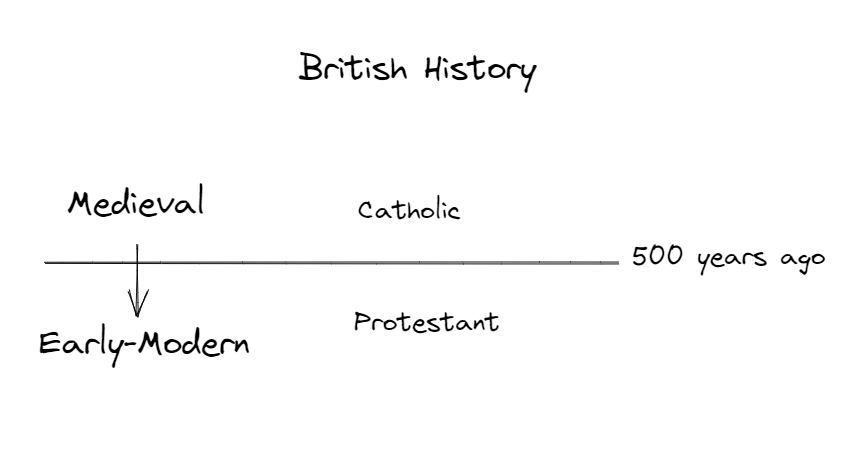 British History
Medieval
Catholic
500 years ago
Protestant
Early-Modern